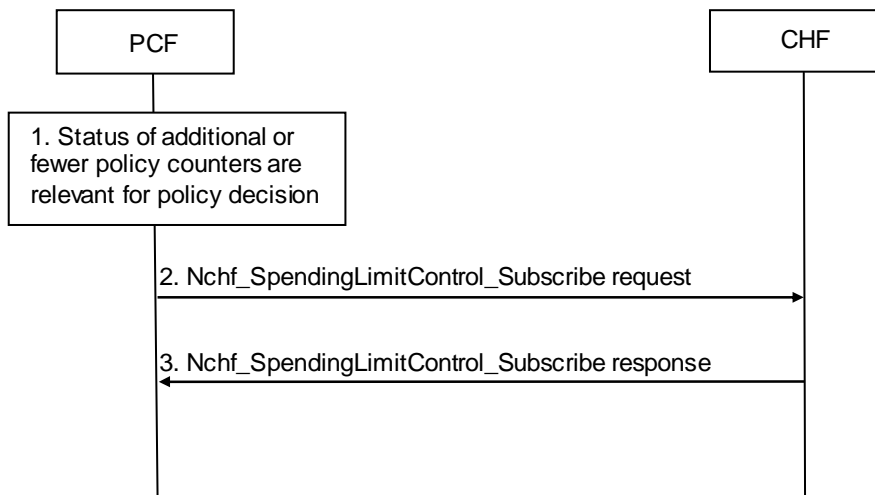 PCF
CHF
1. Status of additional or
fewer policy counters are
relevant for policy decision
2. Nchf_SpendingLimitControl_Subscribe request
3. Nchf_SpendingLimitControl_Subscribe response